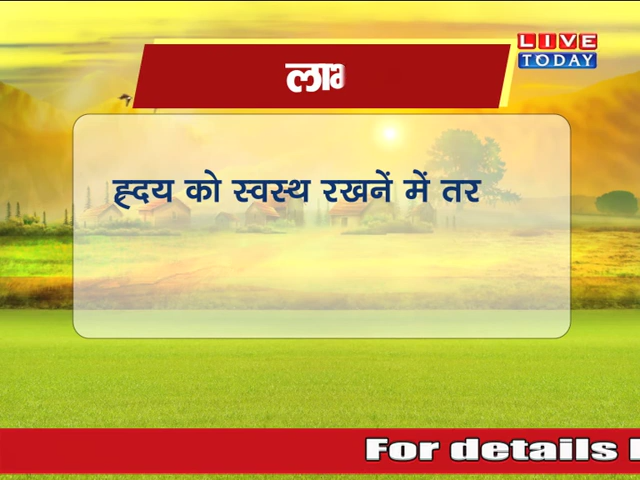 LIVE
TODAY
ह्दय को स्वस्थ रखनें में तर
For details